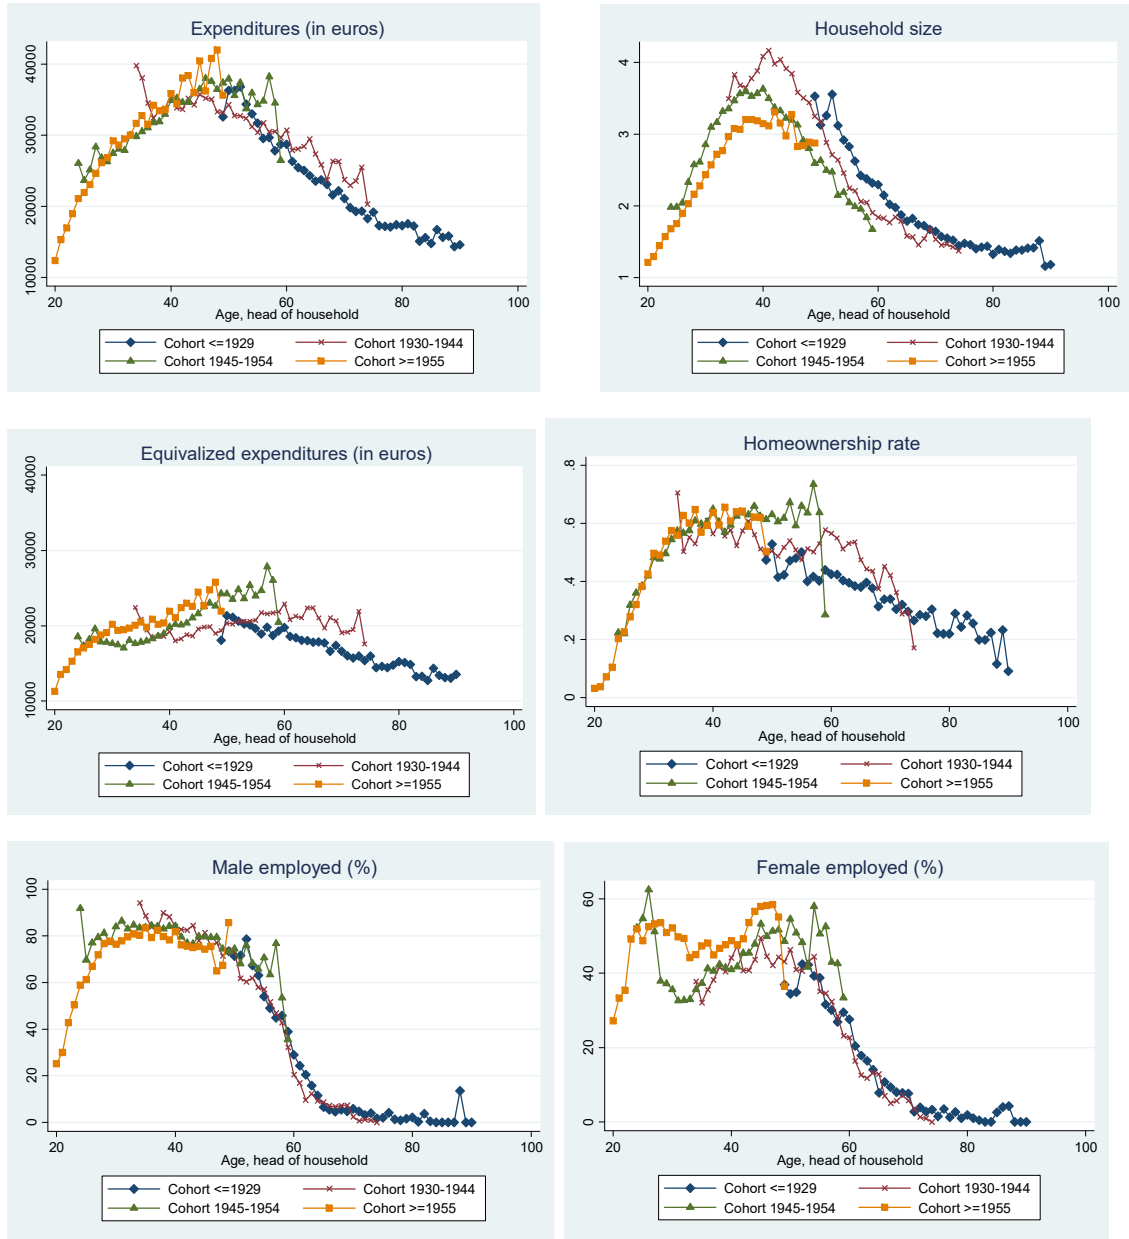 Expenditures (in euros)
10000 20000 30000 40000
20 40 60 80 100
Age, head of household
Cohort <=1929 Cohort 1930-1944
Cohort 1945-1954 Cohort >=1955
Household size
4
3
2
1
20 40 60 80 100
Age, head of household
Cohort <=1929 Cohort 1930-1944
Cohort 1945-1954 Cohort >=1955
Equivalized expenditures (in euros)
10000 20000 30000 40000
20 40 60 80 100
Age, head of household
Cohort <=1929 Cohort 1930-1944
Cohort 1945-1954 Cohort >=1955
Homeownership rate
.8
.6
.4
.2
0
20 40 60 80 100
Age, head of household
Cohort <=1929 Cohort 1930-1944
Cohort 1945-1954 Cohort >=1955
Male employed (%)
0 20 40 60 80 100
20 40 60 80 100
Age, head of household
Cohort <=1929 Cohort 1930-1944
Cohort 1945-1954 Cohort >=1955
Female employed (%)
60
40
20
0
20 40 60 80 100
Age, head of household
Cohort <=1929 Cohort 1930-1944
Cohort 1945-1954 Cohort >=1955